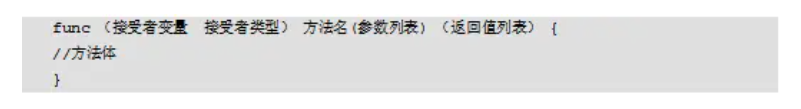 func （接受者变量　接受者类型） 方法名(参数列表) （返回值列表） {
//方法体
}